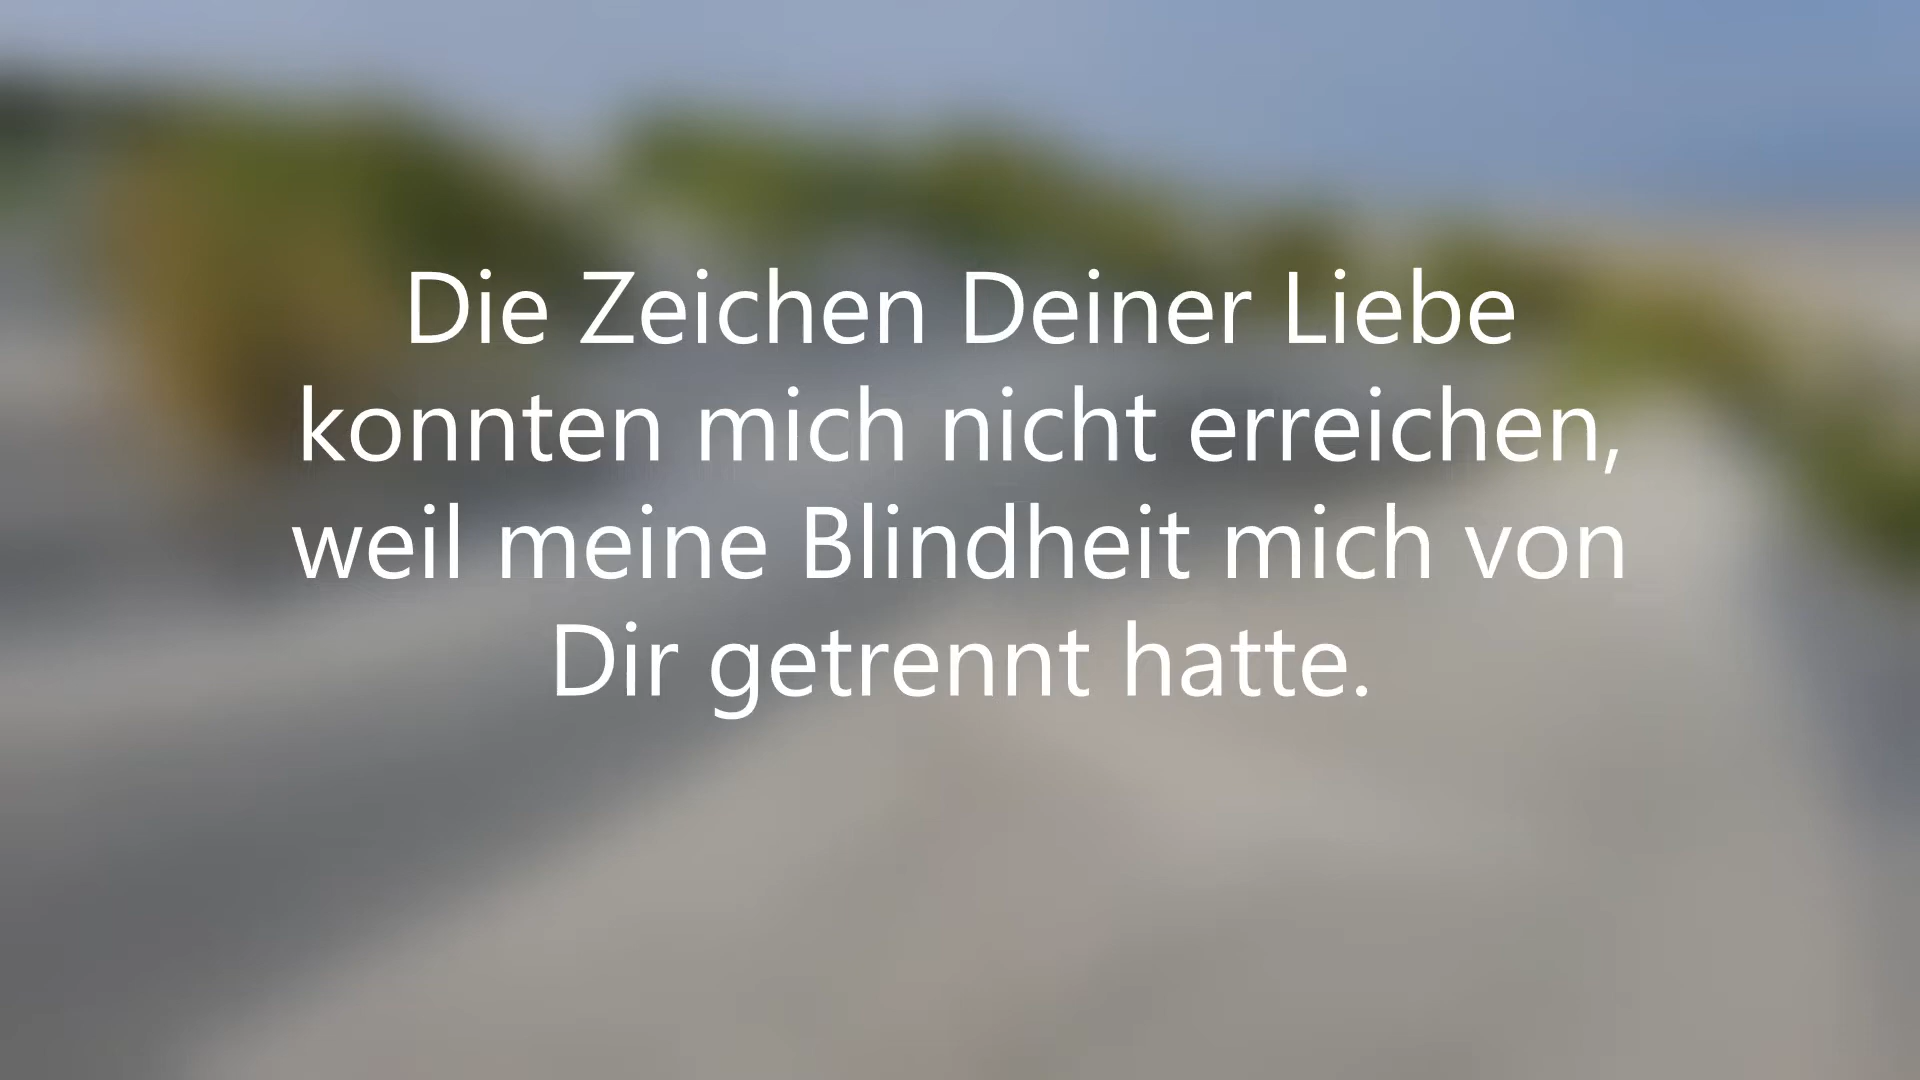 Die Zeichen Deiner Liebe
konnten mich nicht erreichen,
weil meine Blindheit mich von
Dir getrennt hatte.